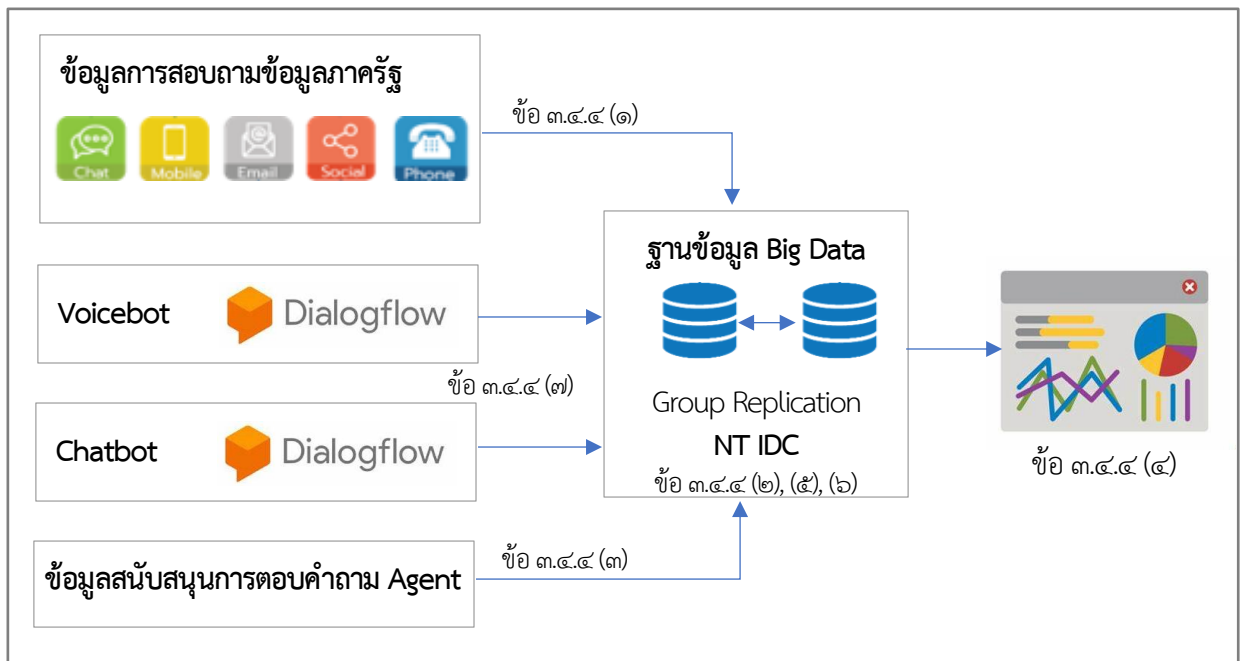 ข้อมูลการสอบถามข้อมูลภาครัฐ
Chat Mobile Email Social Phone
ข้อ ๓.๔.๔ (๑)
Voicebot Dialogflow
ข้อ ๓.๔.๔ (๗)
Chatbot Dialogflow
ข้อมูลสนับสนุนการตอบคำถาม Agent
ข้อ ๓.๔.๔ (๓)
ฐานข้อมูล Big Data
Group Replication
NT IDC
ข้อ ๓.๔.๔ (๒), (๕), (๖)
ข้อ ๓.๔.๔ (๔)